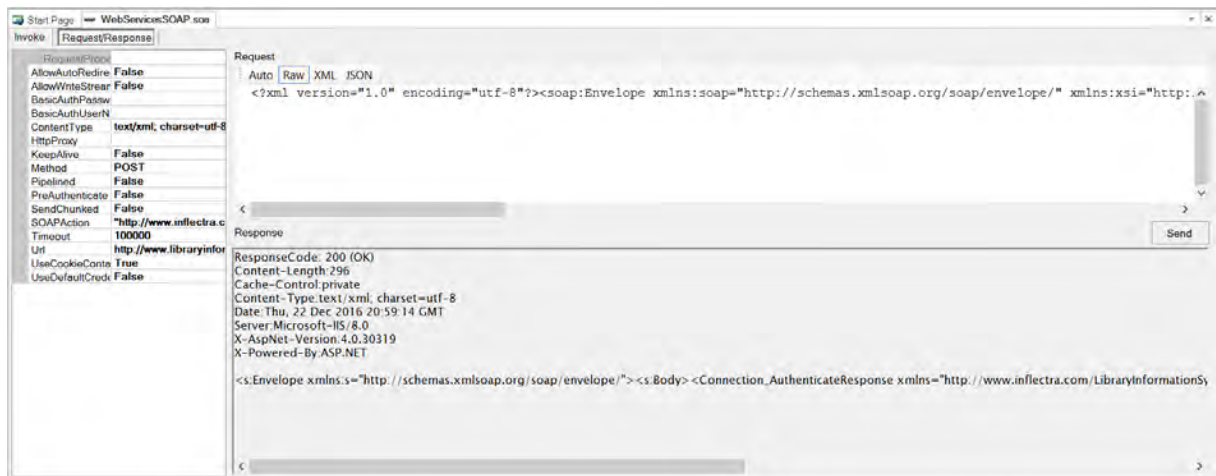 Start Page WebServicesSOAP.soa
Invoke Request/Response
RequestProxy
AllowAutoRedire False
AllowWriteStrear False
BasicAuthPassw
BasicAuthUserN
ContentType text/xml; charset=utf-8
HttpProxy
KeepAlive False
Method POST
Pipelined False
PreAuthenticate False
SendChunked False
SOAPAction "http://www.inflectra.c
Timeout 100000
Url http://www.libraryinfor
UseCookieConta True
UseDefaultCrede False
Request
Auto Raw XML JSON
<?xml version="1.0" encoding="utf-8"?><soap:Envelope xmlns:soap="http://schemas.xmlsoap.org/soap/envelope/" xmlns:xsi="http:
Response Send
ResponseCode: 200 (OK)
Content-Length:296
Cache-Control:private
Content-Type:text/xml; charset=utf-8
Date:Thu, 22 Dec 2016 20:59:14 GMT
Server:Microsoft-IIS/8.0
X-AspNet-Version:4.0.30319
X-Powered-By:ASP.NET
<s:Envelope xmlns:s="http://schemas.xmlsoap.org/soap/envelope/"><s:Body><Connection_AuthenticateResponse xmlns="http://www.inflectra.com/LibraryInformationSy